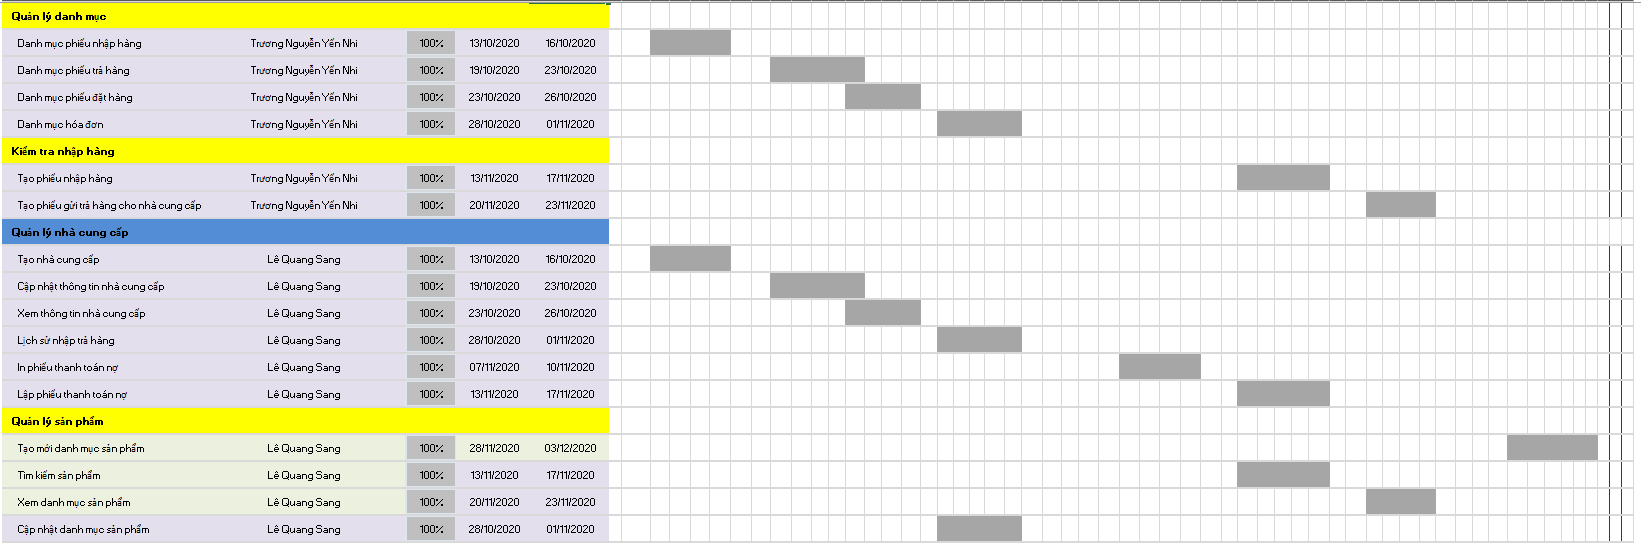 Quản lý danh mục
Danh mục phiếu nhập hàng Trương Nguyễn Yến Nhi 100% 13/10/2020 16/10/2020
Danh mục phiếu trả hàng Trương Nguyễn Yến Nhi 100% 19/10/2020 23/10/2020
Danh mục phiếu đặt hàng Trương Nguyễn Yến Nhi 100% 23/10/2020 26/10/2020
Danh mục hóa đơn Trương Nguyễn Yến Nhi 100% 28/10/2020 01/11/2020
Kiểm tra nhập hàng
Tạo phiếu nhập hàng Trương Nguyễn Yến Nhi 100% 13/11/2020 17/11/2020
Tạo phiếu gửi trả hàng cho nhà cung cấp Trương Nguyễn Yến Nhi 100% 20/11/2020 23/11/2020
Quản lý nhà cung cấp
Tạo nhà cung cấp Lê Quang Sang 100% 13/10/2020 16/10/2020
Cập nhật thông tin nhà cung cấp Lê Quang Sang 100% 19/10/2020 23/10/2020
Xem thông tin nhà cung cấp Lê Quang Sang 100% 23/10/2020 26/10/2020
Lịch sử nhập trả hàng Lê Quang Sang 100% 28/10/2020 01/11/2020
In phiếu thanh toán nợ Lê Quang Sang 100% 07/11/2020 10/11/2020
Lập phiếu thanh toán nợ Lê Quang Sang 100% 13/11/2020 17/11/2020
Quản lý sản phẩm
Tạo mới danh mục sản phẩm Lê Quang Sang 100% 28/11/2020 03/12/2020
Tìm kiếm sản phẩm Lê Quang Sang 100% 13/11/2020 17/11/2020
Xem danh mục sản phẩm Lê Quang Sang 100% 20/11/2020 23/11/2020
Cập nhật danh mục sản phẩm Lê Quang Sang 100% 28/10/2020 01/11/2020